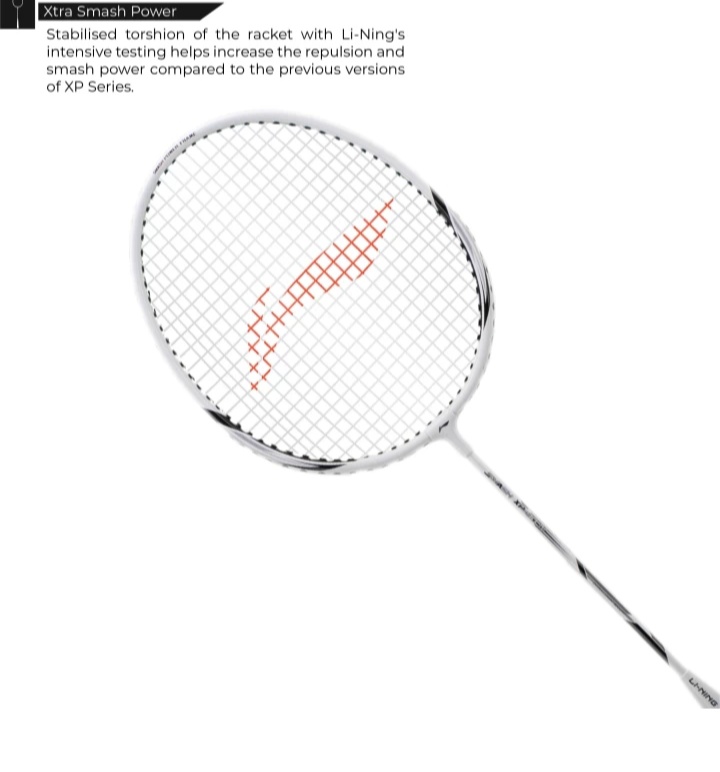 Xtra Smash Power
Stabilised torshion of the racket with Li-Ning's
intensive testing helps increase the repulsion and
smash power compared to the previous versions
of XP Series.
LI-NING